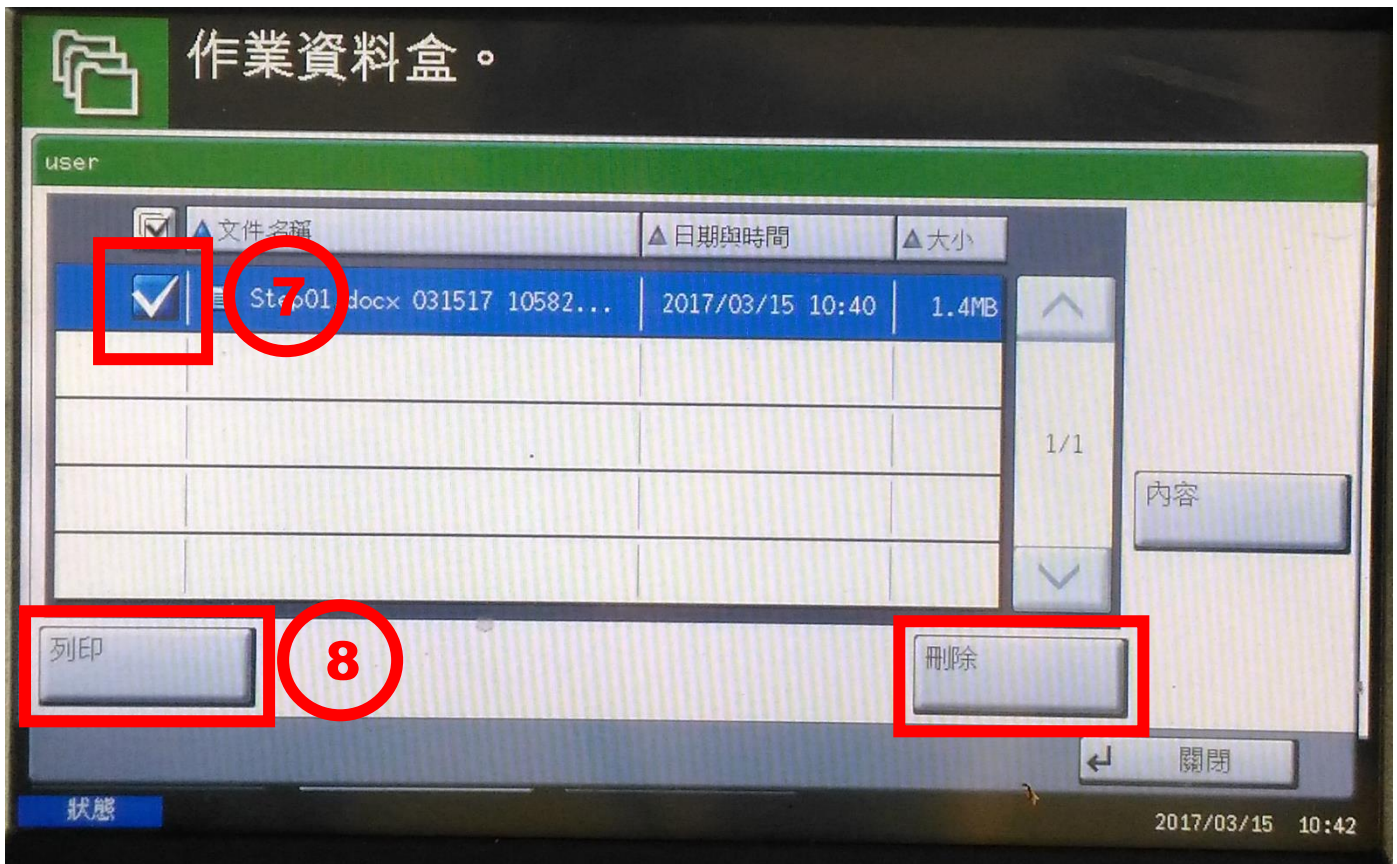 作業資料盒。
user
文件名稱 日期與時間 大小
7 Step01.docx 031517 10582... 2017/03/15 10:40 1.4MB
1/1
內容
列印 8 刪除
關閉
狀態 2017/03/15 10:42